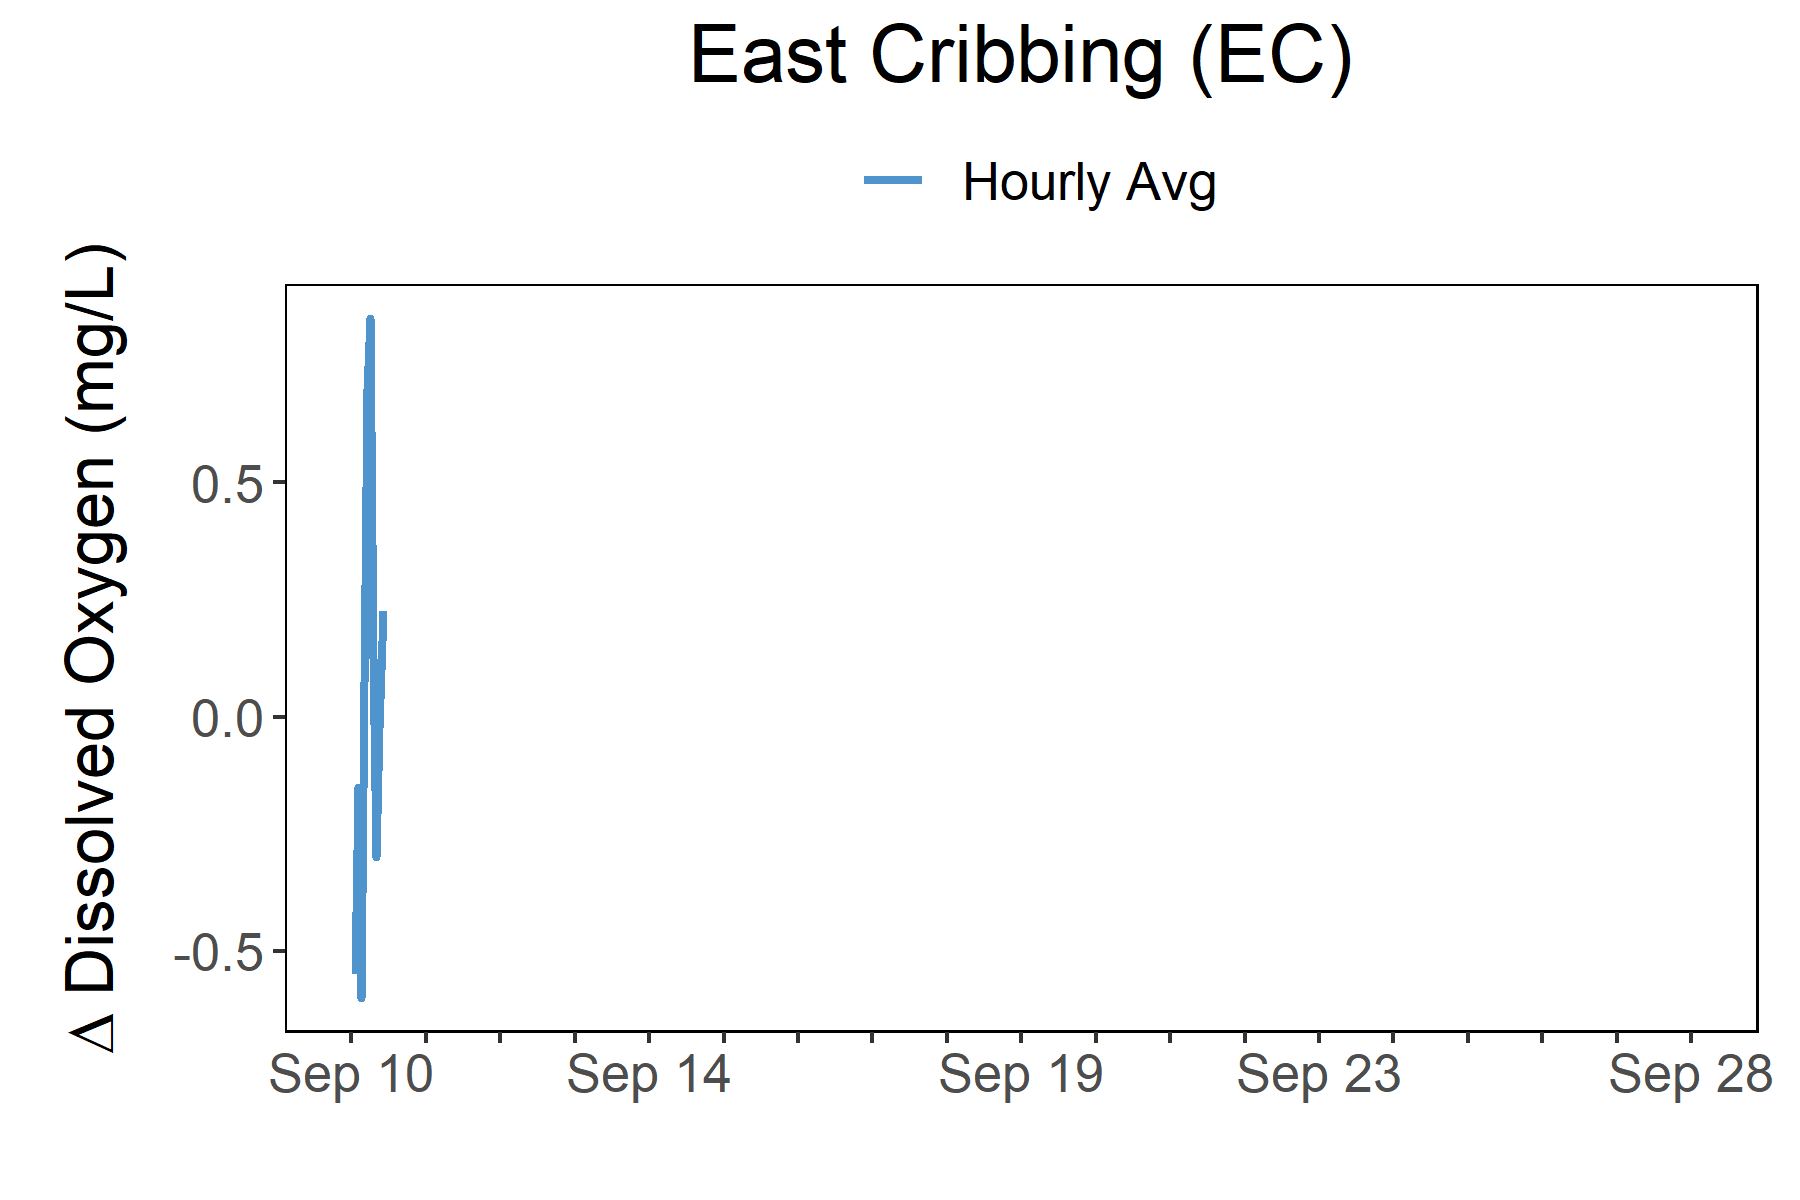 East Cribbing (EC)
Hourly Avg
Δ Dissolved Oxygen (mg/L)
0.5
0.0
-0.5
Sep 10 Sep 14 Sep 19 Sep 23 Sep 28